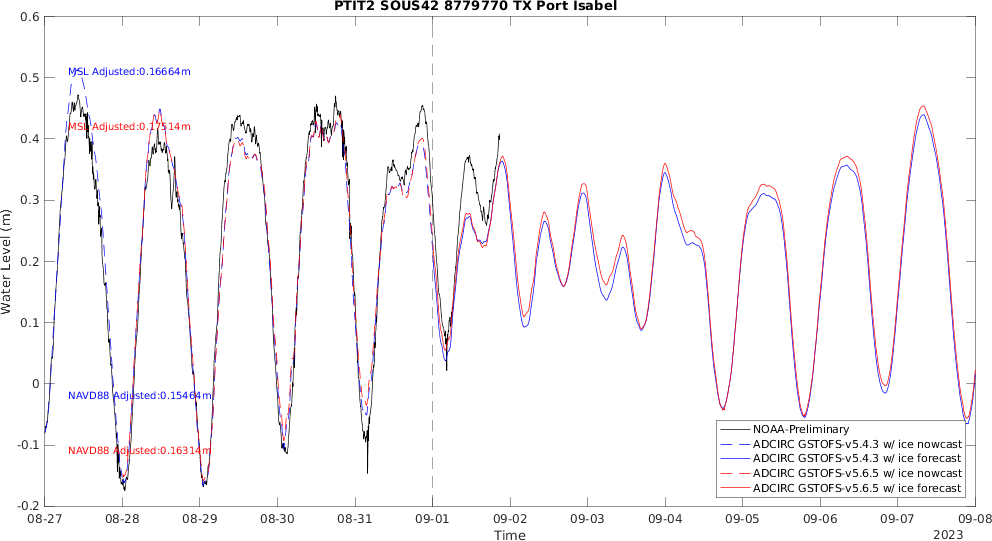 PTIT2 SOUS42 8779770 TX Port Isabel
0.6
0.5
0.4
0.3
0.2
0.1
0
-0.1
-0.2
Water Level (m)
MSL Adjusted:0.16664m
MSL Adjusted:0.17514m
NAVD88 Adjusted:0.15464m
NAVD88 Adjusted:0.16314m
NOAA-Preliminary
ADCIRC GSTOFS-v5.4.3 w/ ice nowcast
ADCIRC GSTOFS-v5.4.3 w/ ice forecast
ADCIRC GSTOFS-v5.6.5 w/ ice nowcast
ADCIRC GSTOFS-v5.6.5 w/ ice forecast
08-27 08-28 08-29 08-30 08-31 09-01 09-02 09-03 09-04 09-05 09-06 09-07 09-08
Time
2023